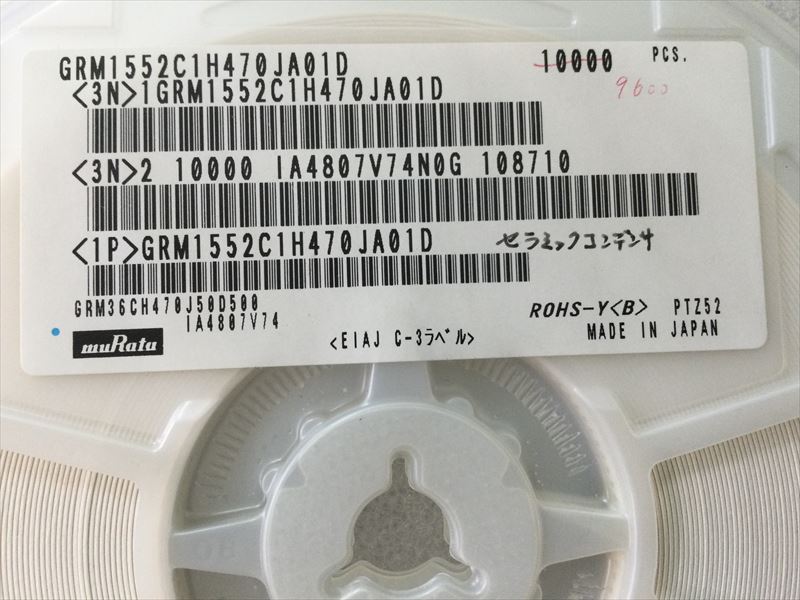 GRM1552C1H470JA01D 10000 PCS.
9600
<3N>1GRM1552C1H470JA01D
<3N>2 10000 IA4807V74N0G 108710
<1P>GRM1552C1H470JA01D セラミックコンデンサ
GRM36CH470J50D500
IA4807V74
ROHS-Y<B> PTZ52
muRata <EIAJ C-3ラベル> MADE IN JAPAN